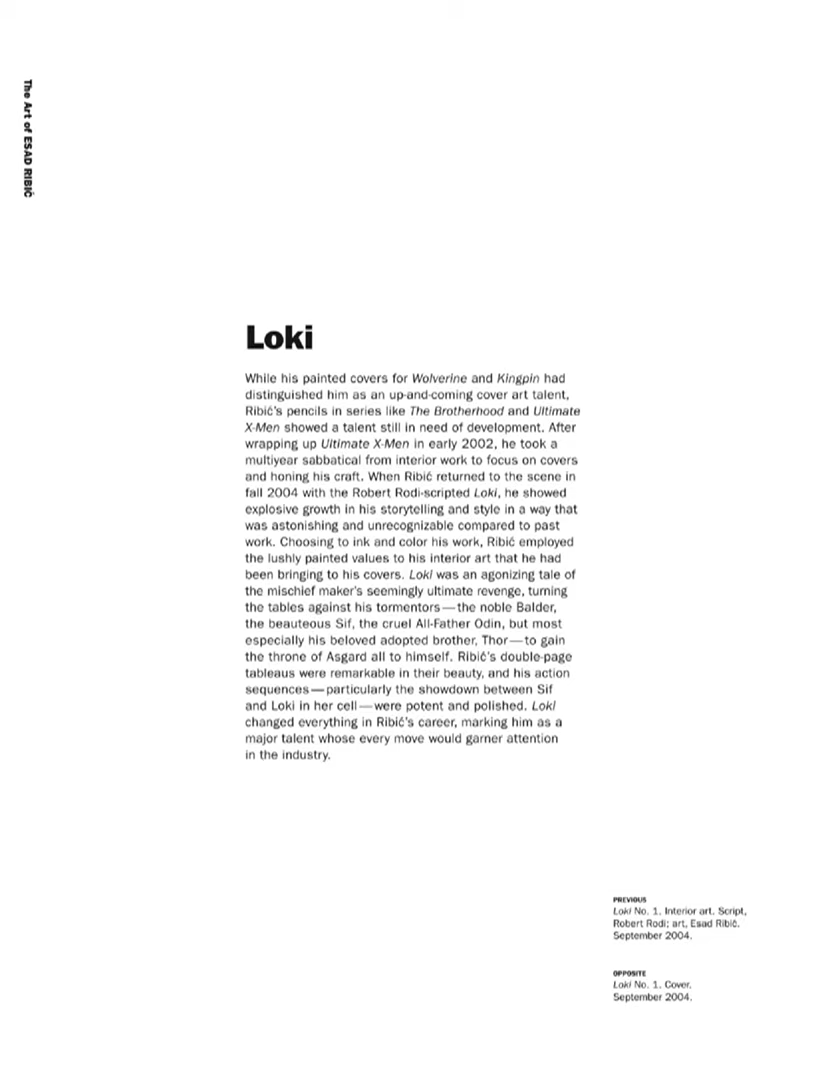 The Art of ESAD RIBIĆ
Loki
While his painted covers for Wolverine and Kingpin had
distinguished him as an up-and-coming cover art talent,
Ribić's pencils in series like The Brotherhood and Ultimate
X-Men showed a talent still in need of development. After
wrapping up Ultimate X-Men in early 2002, he took a
multiyear sabbatical from interior work to focus on covers
and honing his craft. When Ribić returned to the scene in
fall 2004 with the Robert Rodi-scripted Loki, he showed
explosive growth in his storytelling and style in a way that
was astonishing and unrecognizable compared to past
work. Choosing to ink and color his work, Ribić employed
the lushly painted values to his interior art that he had
been bringing to his covers. Loki was an agonizing tale of
the mischief maker's seemingly ultimate revenge, turning
the tables against his tormentors—the noble Balder,
the beauteous Sif, the cruel All-Father Odin, but most
especially his beloved adopted brother, Thor—to gain
the throne of Asgard all to himself. Ribić's double-page
tableaus were remarkable in their beauty, and his action
sequences—particularly the showdown between Sif
and Loki in her cell—were potent and polished. Loki
changed everything in Ribić's career, marking him as a
major talent whose every move would garner attention
in the industry.
PREVIOUS
Loki No. 1. Interior art. Script,
Robert Rodi; art, Esad Ribić.
September 2004.
OPPOSITE
Loki No. 1. Cover.
September 2004.